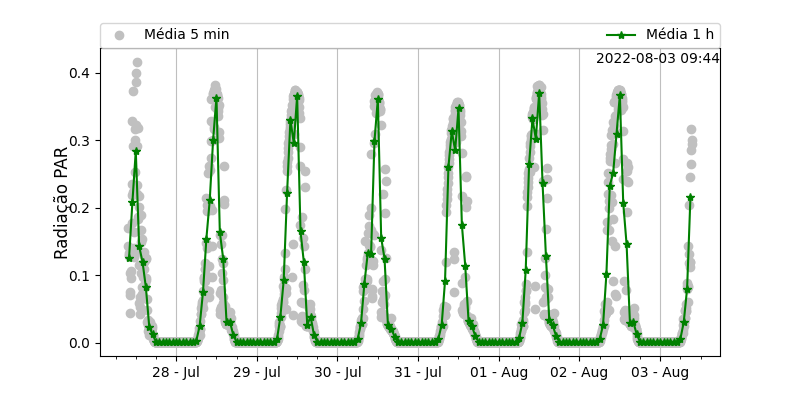 Média 5 min
Média 1 h
2022-08-03 09:44
Radiação PAR
0.4
0.3
0.2
0.1
0.0
28 - Jul
29 - Jul
30 - Jul
31 - Jul
01 - Aug
02 - Aug
03 - Aug